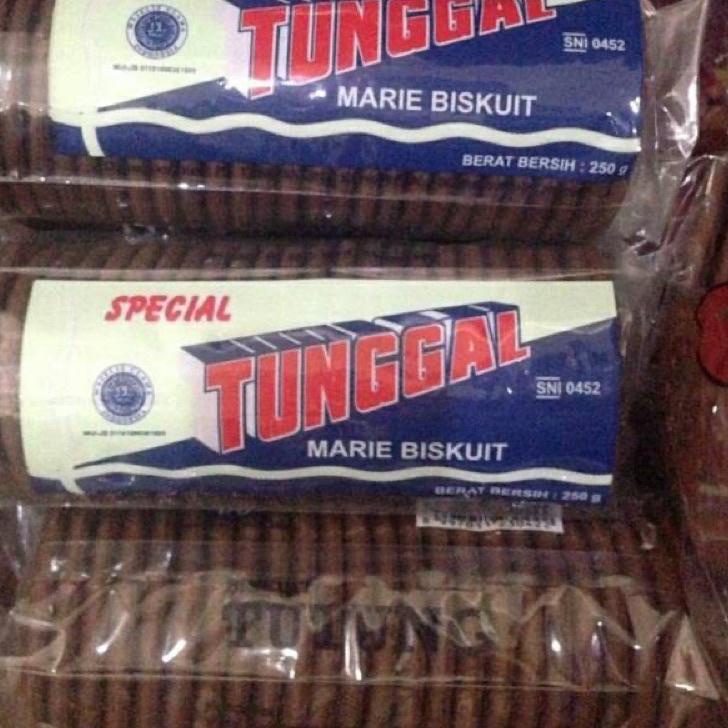 TUNGGAL
SNI 0452
MARIE BISKUIT
BERAT BERSIH : 250 g
SPECIAL
TUNGGAL
SNI 0452
MARIE BISKUIT
BERAT BERSIH : 250 g